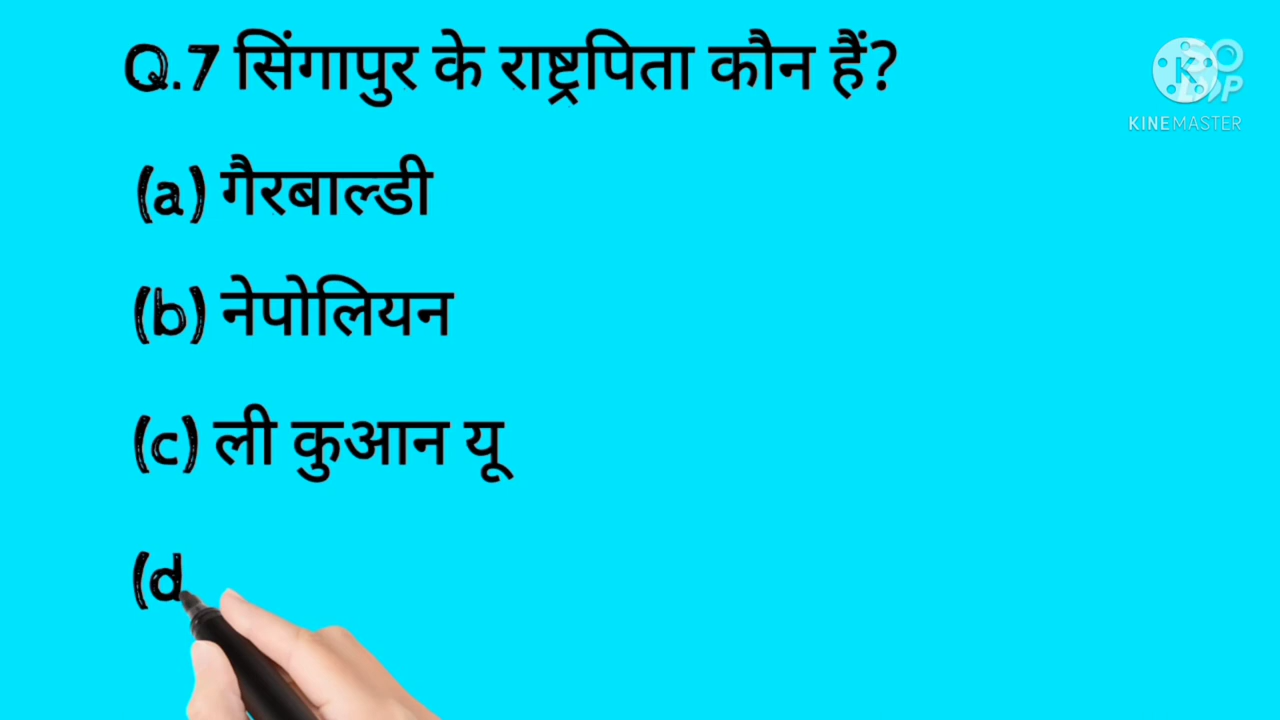 Q.7 सिंगापुर के राष्ट्रपिता कौन हैं?
KINEMASTER
(a) गैरबाल्डी
(b) नेपोलियन
(c) ली कुआन यू
(d